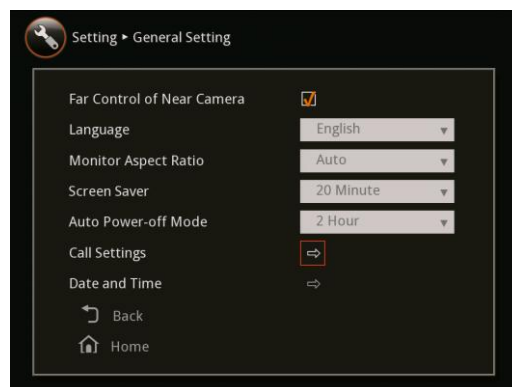 Setting ▸ General Setting
Far Control of Near Camera
Language English
Monitor Aspect Ratio Auto
Screen Saver 20 Minute
Auto Power-off Mode 2 Hour
Call Settings
Date and Time
Back
Home